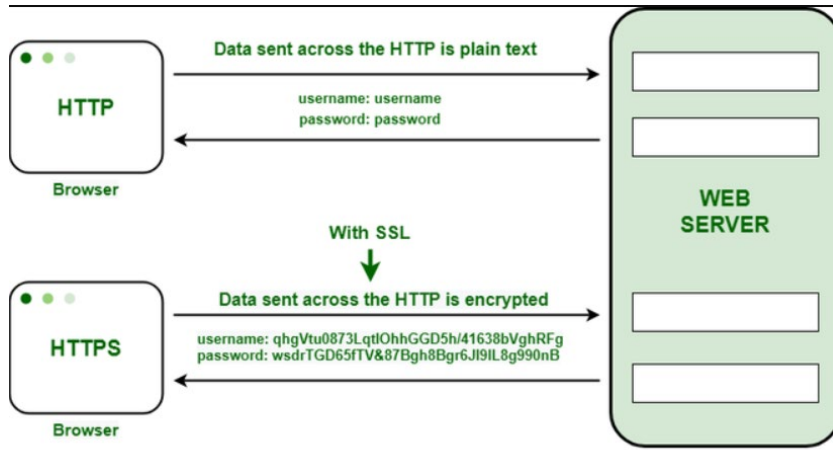 Data sent across the HTTP is plain text
HTTP
username: username
password: password
Browser
WEB
SERVER
With SSL
Data sent across the HTTP is encrypted
HTTPS
username: qhgVtu0873LqtlOhhGGD5h/41638bVghRFg
password: wsdrTGD65fTV&87Bgh8Bgr6Jl9lL8g990nB
Browser